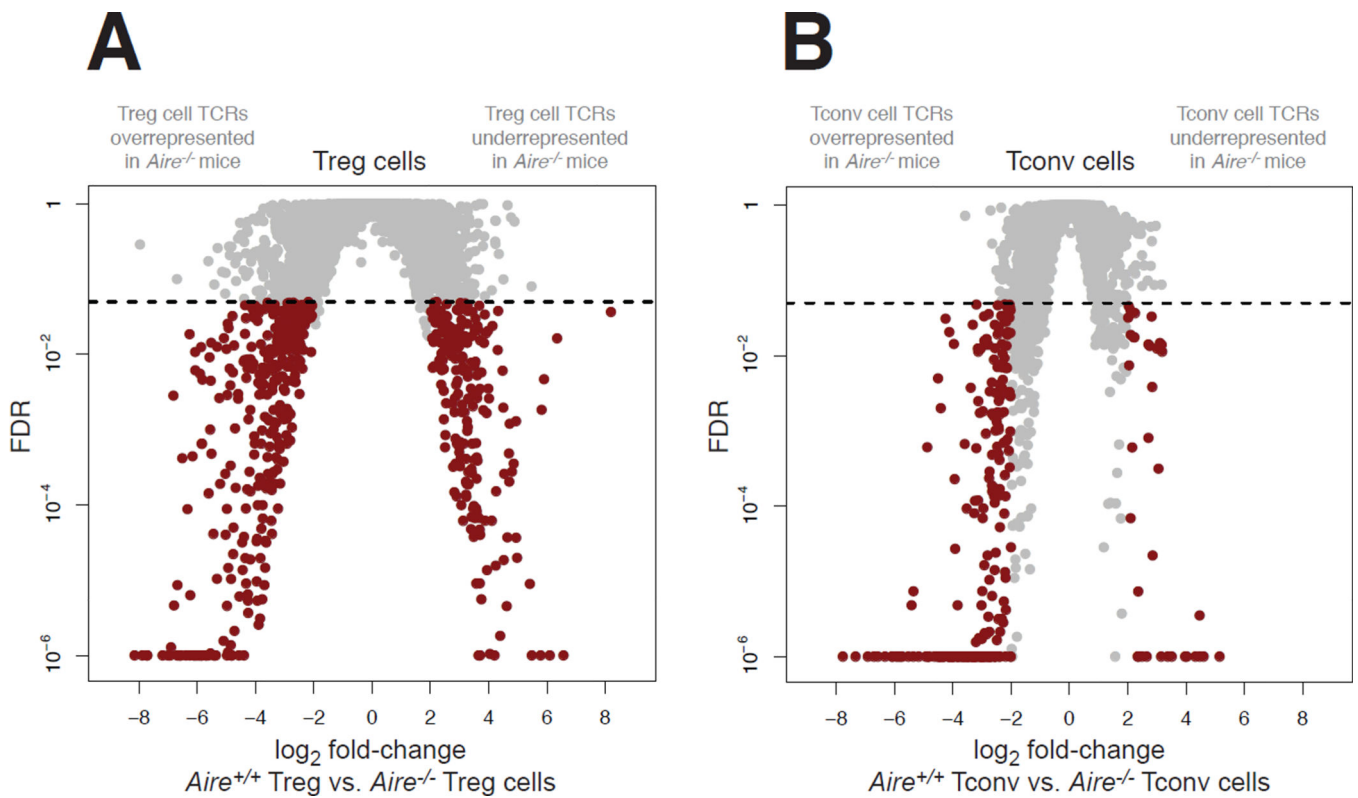 A
Treg cell TCRs
overrepresented
in Aire-/- mice
Treg cells
Treg cell TCRs
underrepresented
in Aire-/- mice
FDR
1
10−2
10−4
10−6
−8 −6 −4 −2 0 2 4 6 8
log2 fold-change
Aire+/+ Treg vs. Aire-/- Treg cells
B
Tconv cell TCRs
overrepresented
in Aire-/- mice
Tconv cells
Tconv cell TCRs
underrepresented
in Aire-/- mice
FDR
1
10−2
10−4
10−6
−8 −6 −4 −2 0 2 4 6 8
log2 fold-change
Aire+/+ Tconv vs. Aire-/- Tconv cells